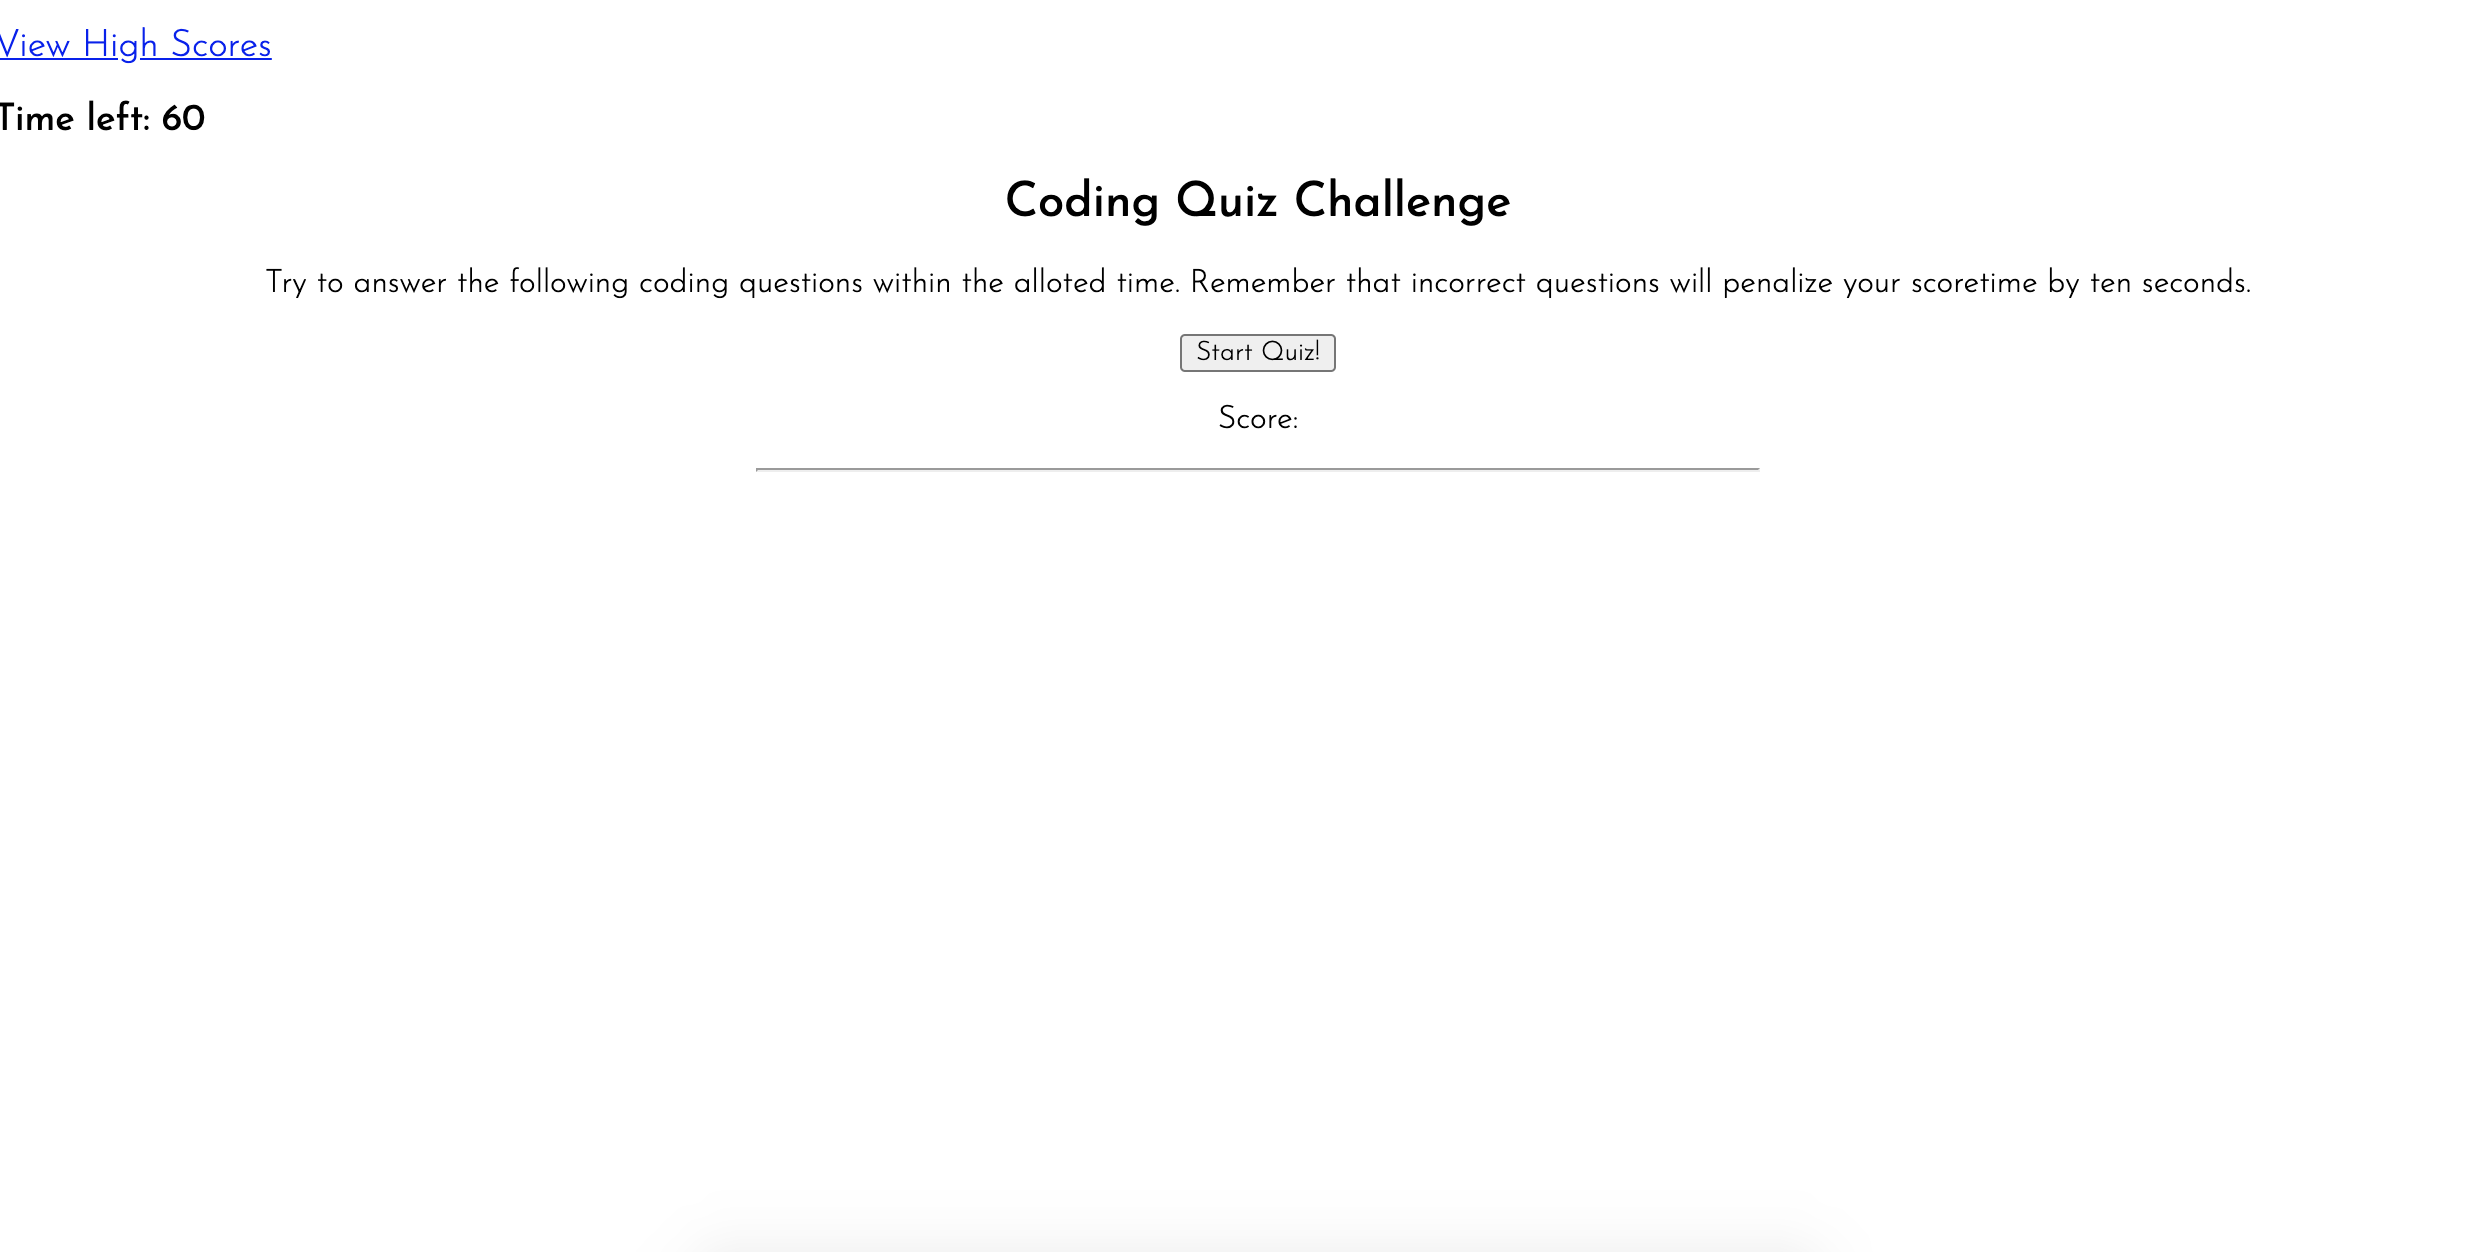 View High Scores
Time left: 60
Coding Quiz Challenge
Try to answer the following coding questions within the alloted time. Remember that incorrect questions will penalize your scoretime by ten seconds.
Start Quiz!
Score: